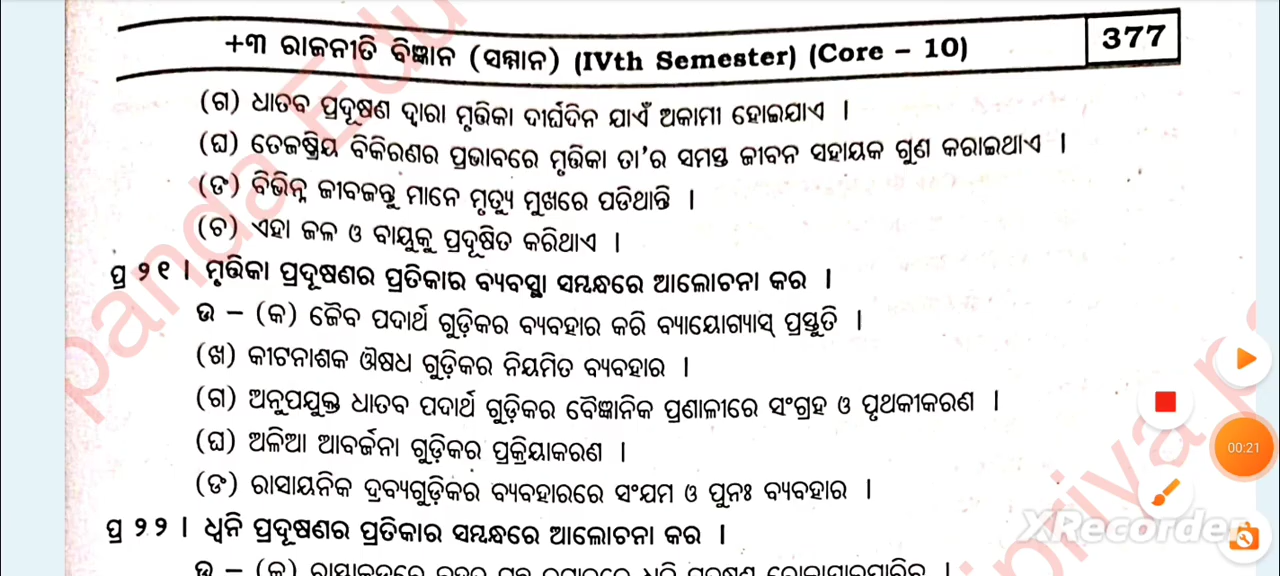 +୩ ରାଜନୀତି ବିଜ୍ଞାନ (ସମ୍ମାନ) (IVth Semester) (Core – 10) 377
(ଗ) ଧାତବ ପ୍ରଦୂଷଣ ଦ୍ୱାରା ମୃତ୍ତିକା ଦୀର୍ଘଦିନ ଯାଏଁ ଅକାମୀ ହୋଇଯାଏ ।
(ଘ) ତେଜଷ୍କ୍ରିୟ ବିକିରଣର ପ୍ରଭାବରେ ମୃତ୍ତିକା ତା'ର ସମସ୍ତ ଜୀବନ ସହାୟକ ଗୁଣ କରାଇଥାଏ ।
(ଙ) ବିଭିନ୍ନ ଜୀବଜନ୍ତୁ ମାନେ ମୃତ୍ୟୁ ମୁଖରେ ପଡିଥାନ୍ତି ।
(ଚ) ଏହା ଜଳ ଓ ବାୟୁକୁ ପ୍ରଦୂଷିତ କରିଥାଏ ।
ପ୍ର ୨୧ । ମୃତ୍ତିକା ପ୍ରଦୂଷଣର ପ୍ରତିକାର ବ୍ୟବସ୍ଥା ସମ୍ବନ୍ଧରେ ଆଲୋଚନା କର ।
ଉ – (କ) ଜୈବ ପଦାର୍ଥ ଗୁଡ଼ିକର ବ୍ୟବହାର କରି ବ୍ୟାୟୋଗ୍ୟାସ୍ ପ୍ରସ୍ତୁତି ।
(ଖ) କୀଟନାଶକ ଔଷଧ ଗୁଡ଼ିକର ନିୟମିତ ବ୍ୟବହାର ।
(ଗ) ଅନୁପଯୁକ୍ତ ଧାତବ ପଦାର୍ଥ ଗୁଡ଼ିକର ବୈଜ୍ଞାନିକ ପ୍ରଣାଳୀରେ ସଂଗ୍ରହ ଓ ପୃଥକୀକରଣ ।
(ଘ) ଅଳିଆ ଆବର୍ଜନା ଗୁଡ଼ିକର ପ୍ରକ୍ରିୟାକରଣ ।
(ଙ) ରାସାୟନିକ ଦ୍ରବ୍ୟଗୁଡ଼ିକର ବ୍ୟବହାରରେ ସଂଯମ ଓ ପୁନଃ ବ୍ୟବହାର ।
ପ୍ର ୨୨ । ଧ୍ୱନି ପ୍ରଦୂଷଣର ପ୍ରତିକାର ସମ୍ବନ୍ଧରେ ଆଲୋଚନା କର ।
ଉ – (କ)
00:21
XRecorder